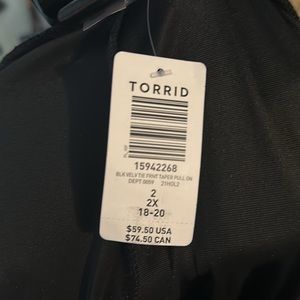 TORRID
15942268
BLK VELV TIE FRNT TAPER PULL ON
DEPT:0059 21HOL2
2
2X
18-20
$59.50 USA
$74.50 CAN